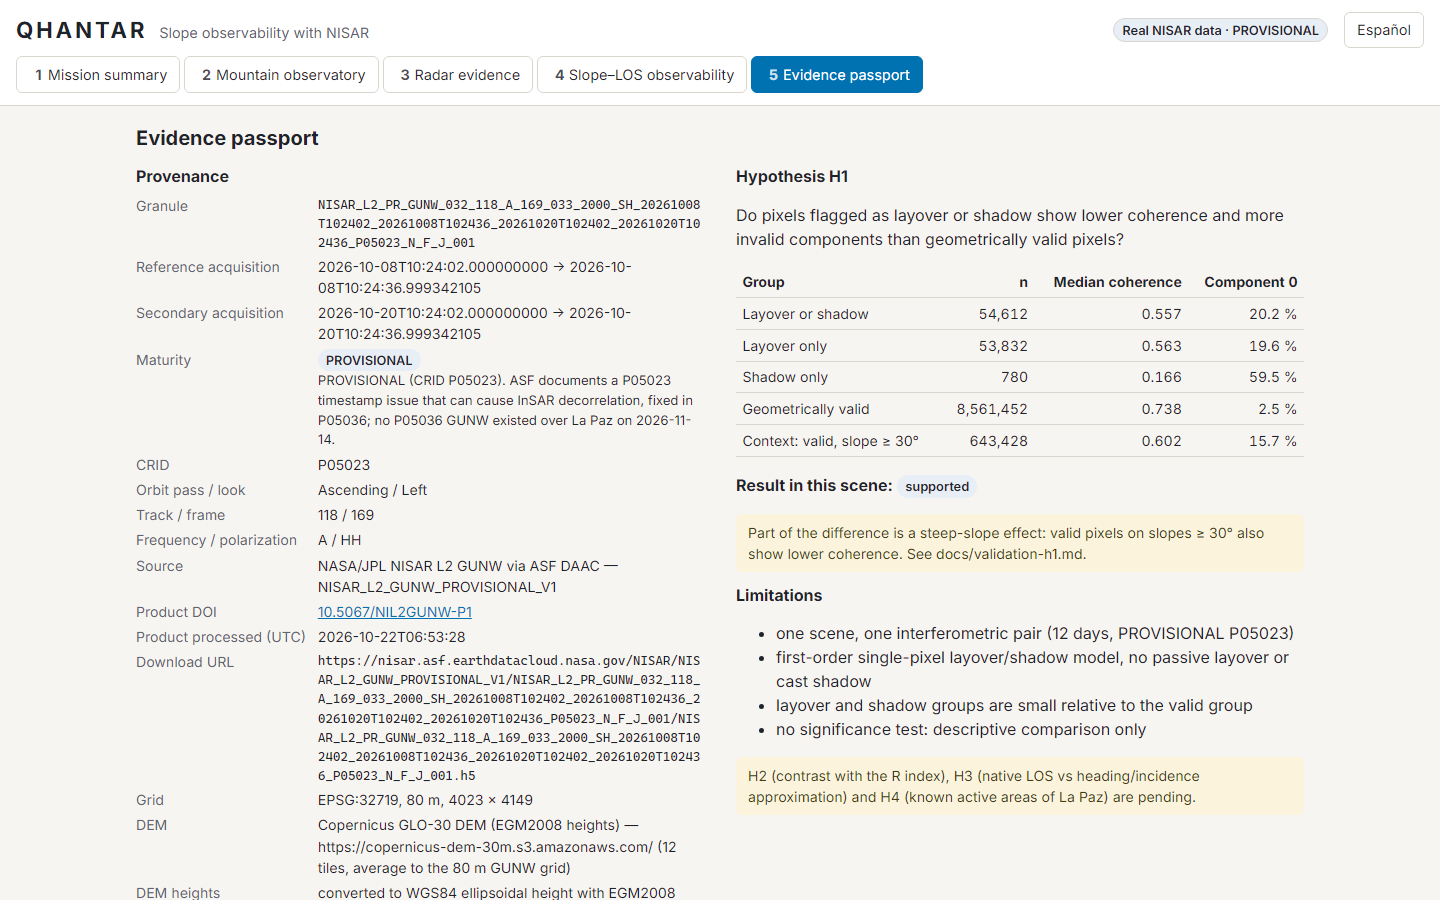 QHANTAR Slope observability with NISAR
Real NISAR data · PROVISIONAL
Español
1 Mission summary
2 Mountain observatory
3 Radar evidence
4 Slope–LOS observability
5 Evidence passport
Evidence passport
Provenance
Granule NISAR_L2_PR_GUNW_032_118_A_169_033_2000_SH_20261008
T102402_20261008T102436_20261020T102402_20261020T10
2436_P05023_N_F_J_001
Reference acquisition 2026-10-08T10:24:02.000000000 → 2026-10-
08T10:24:36.999342105
Secondary acquisition 2026-10-20T10:24:02.000000000 → 2026-10-
20T10:24:36.999342105
Maturity PROVISIONAL
PROVISIONAL (CRID P05023). ASF documents a P05023
timestamp issue that can cause InSAR decorrelation, fixed in
P05036; no P05036 GUNW existed over La Paz on 2026-11-
14.
CRID P05023
Orbit pass / look Ascending / Left
Track / frame 118 / 169
Frequency / polarization A / HH
Source NASA/JPL NISAR L2 GUNW via ASF DAAC —
NISAR_L2_GUNW_PROVISIONAL_V1
Product DOI 10.5067/NIL2GUNW-P1
Product processed (UTC) 2026-10-22T06:53:28
Download URL https://nisar.asf.earthdatacloud.nasa.gov/NISAR/NIS
AR_L2_GUNW_PROVISIONAL_V1/NISAR_L2_PR_GUNW_032_118_
A_169_033_2000_SH_20261008T102402_20261008T102436_2
0261020T102402_20261020T102436_P05023_N_F_J_001/NIS
AR_L2_PR_GUNW_032_118_A_169_033_2000_SH_20261008T10
2402_20261008T102436_20261020T102402_20261020T10243
6_P05023_N_F_J_001.h5
Grid EPSG:32719, 80 m, 4023 × 4149
DEM Copernicus GLO-30 DEM (EGM2008 heights) —
https://copernicus-dem-30m.s3.amazonaws.com/ (12
tiles, average to the 80 m GUNW grid)
DEM heights converted to WGS84 ellipsoidal height with EGM2008
Hypothesis H1
Do pixels flagged as layover or shadow show lower coherence and more
invalid components than geometrically valid pixels?
Group n Median coherence Component 0
Layover or shadow 54,612 0.557 20.2 %
Layover only 53,832 0.563 19.6 %
Shadow only 780 0.166 59.5 %
Geometrically valid 8,561,452 0.738 2.5 %
Context: valid, slope ≥ 30° 643,428 0.602 15.7 %
Result in this scene: supported
Part of the difference is a steep-slope effect: valid pixels on slopes ≥ 30° also
show lower coherence. See docs/validation-h1.md.
Limitations
• one scene, one interferometric pair (12 days, PROVISIONAL P05023)
• first-order single-pixel layover/shadow model, no passive layover or
cast shadow
• layover and shadow groups are small relative to the valid group
• no significance test: descriptive comparison only
H2 (contrast with the R index), H3 (native LOS vs heading/incidence
approximation) and H4 (known active areas of La Paz) are pending.